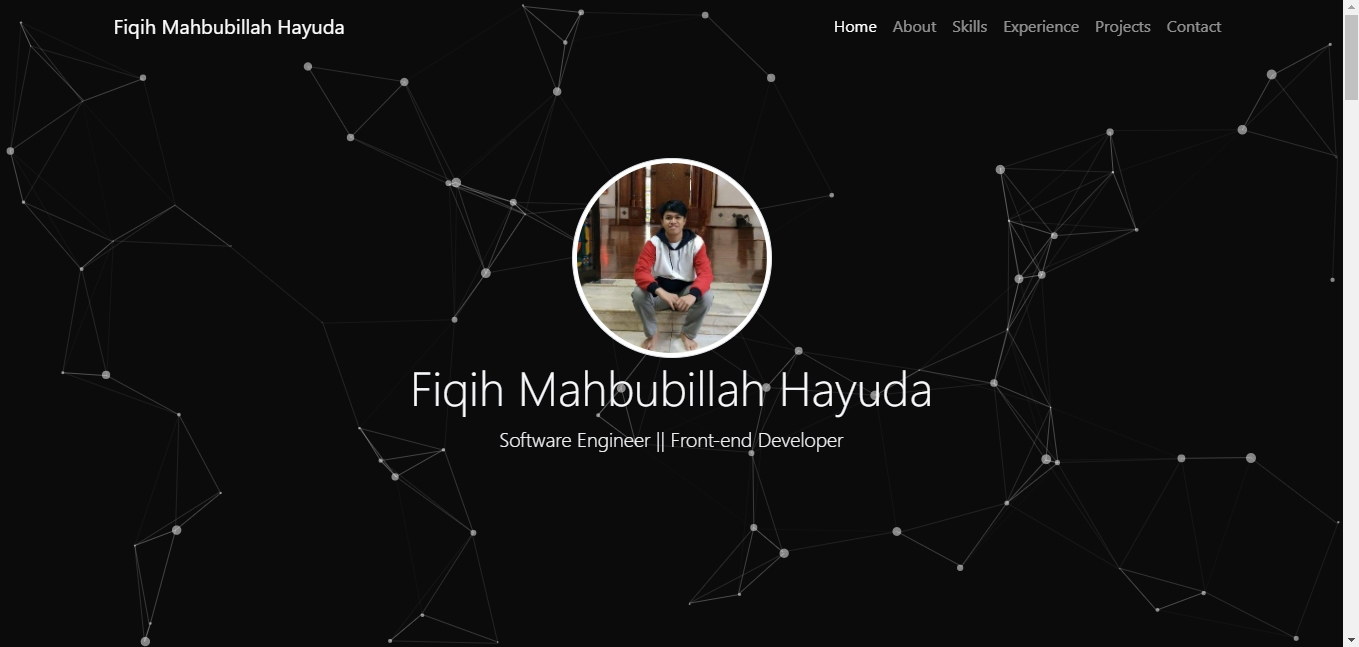 Fiqih Mahbubillah Hayuda
Home About Skills Experience Projects Contact
Fiqih Mahbubillah Hayuda
Software Engineer || Front-end Developer